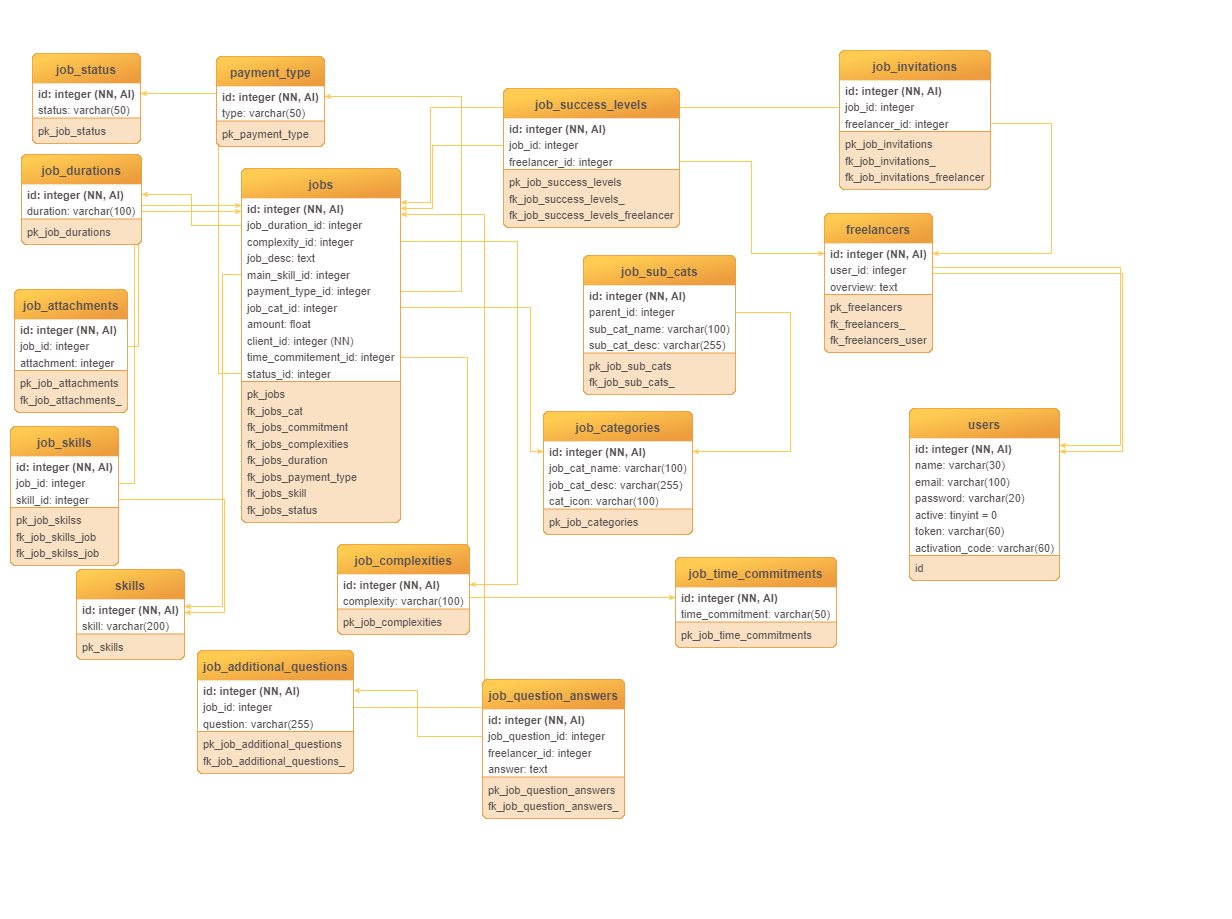 job_status
id: integer (NN, AI)
status: varchar(50)
pk_job_status
payment_type
id: integer (NN, AI)
type: varchar(50)
pk_payment_type
job_success_levels
id: integer (NN, AI)
job_id: integer
freelancer_id: integer
pk_job_success_levels
fk_job_success_levels_
fk_job_success_levels_freelancer
job_invitations
id: integer (NN, AI)
job_id: integer
freelancer_id: integer
pk_job_invitations
fk_job_invitations_
fk_job_invitations_freelancer
job_durations
id: integer (NN, AI)
duration: varchar(100)
pk_job_durations
jobs
id: integer (NN, AI)
job_duration_id: integer
complexity_id: integer
job_desc: text
main_skill_id: integer
payment_type_id: integer
job_cat_id: integer
amount: float
client_id: integer (NN)
time_commitement_id: integer
status_id: integer
pk_jobs
fk_jobs_cat
fk_jobs_commitment
fk_jobs_complexities
fk_jobs_duration
fk_jobs_payment_type
fk_jobs_skill
fk_jobs_status
freelancers
id: integer (NN, AI)
user_id: integer
overview: text
pk_freelancers
fk_freelancers_
fk_freelancers_user
job_sub_cats
id: integer (NN, AI)
parent_id: integer
sub_cat_name: varchar(100)
sub_cat_desc: varchar(255)
pk_job_sub_cats
fk_job_sub_cats_
job_attachments
id: integer (NN, AI)
job_id: integer
attachment: integer
pk_job_attachments
fk_job_attachments_
job_categories
id: integer (NN, AI)
job_cat_name: varchar(100)
job_cat_desc: varchar(255)
cat_icon: varchar(100)
pk_job_categories
users
id: integer (NN, AI)
name: varchar(30)
email: varchar(100)
password: varchar(20)
active: tinyint = 0
token: varchar(60)
activation_code: varchar(60)
id
job_skills
id: integer (NN, AI)
job_id: integer
skill_id: integer
pk_job_skilss
fk_job_skills_job
fk_job_skilss_job
job_complexities
id: integer (NN, AI)
complexity: varchar(100)
pk_job_complexities
job_time_commitments
id: integer (NN, AI)
time_commitment: varchar(50)
pk_job_time_commitments
skills
id: integer (NN, AI)
skill: varchar(200)
pk_skills
job_additional_questions
id: integer (NN, AI)
job_id: integer
question: varchar(255)
pk_job_additional_questions
fk_job_additional_questions_
job_question_answers
id: integer (NN, AI)
job_question_id: integer
freelancer_id: integer
answer: text
pk_job_question_answers
fk_job_question_answers_